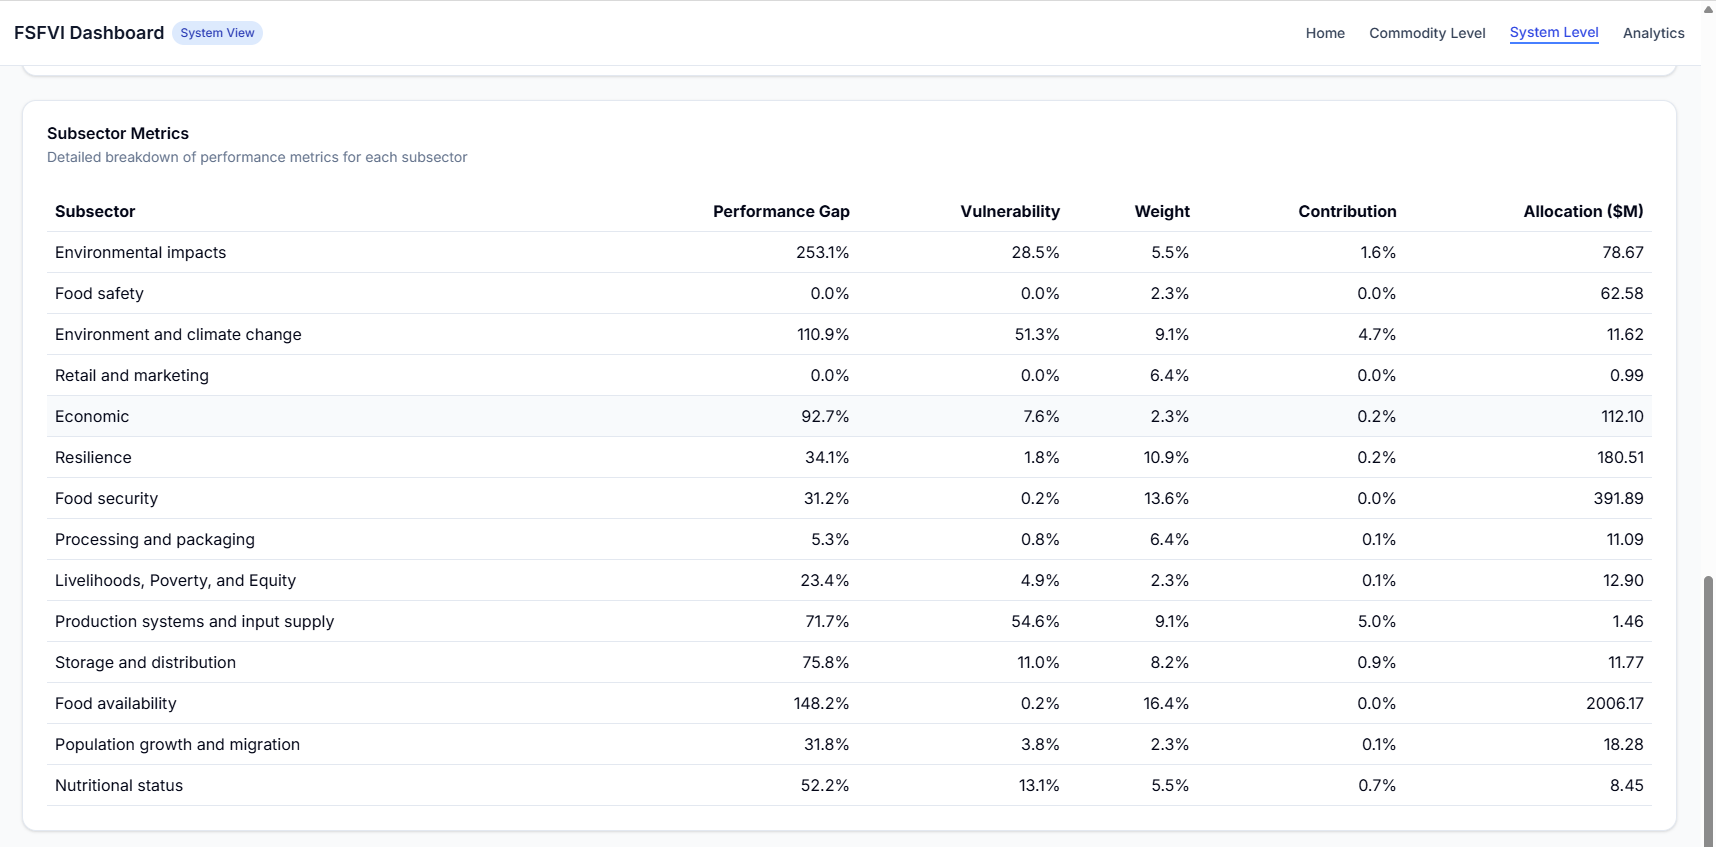 FSFVI Dashboard System View Home Commodity Level System Level Analytics
Subsector Metrics
Detailed breakdown of performance metrics for each subsector
Subsector Performance Gap Vulnerability Weight Contribution Allocation ($M)
Environmental impacts 253.1% 28.5% 5.5% 1.6% 78.67
Food safety 0.0% 0.0% 2.3% 0.0% 62.58
Environment and climate change 110.9% 51.3% 9.1% 4.7% 11.62
Retail and marketing 0.0% 0.0% 6.4% 0.0% 0.99
Economic 92.7% 7.6% 2.3% 0.2% 112.10
Resilience 34.1% 1.8% 10.9% 0.2% 180.51
Food security 31.2% 0.2% 13.6% 0.0% 391.89
Processing and packaging 5.3% 0.8% 6.4% 0.1% 11.09
Livelihoods, Poverty, and Equity 23.4% 4.9% 2.3% 0.1% 12.90
Production systems and input supply 71.7% 54.6% 9.1% 5.0% 1.46
Storage and distribution 75.8% 11.0% 8.2% 0.9% 11.77
Food availability 148.2% 0.2% 16.4% 0.0% 2006.17
Population growth and migration 31.8% 3.8% 2.3% 0.1% 18.28
Nutritional status 52.2% 13.1% 5.5% 0.7% 8.45